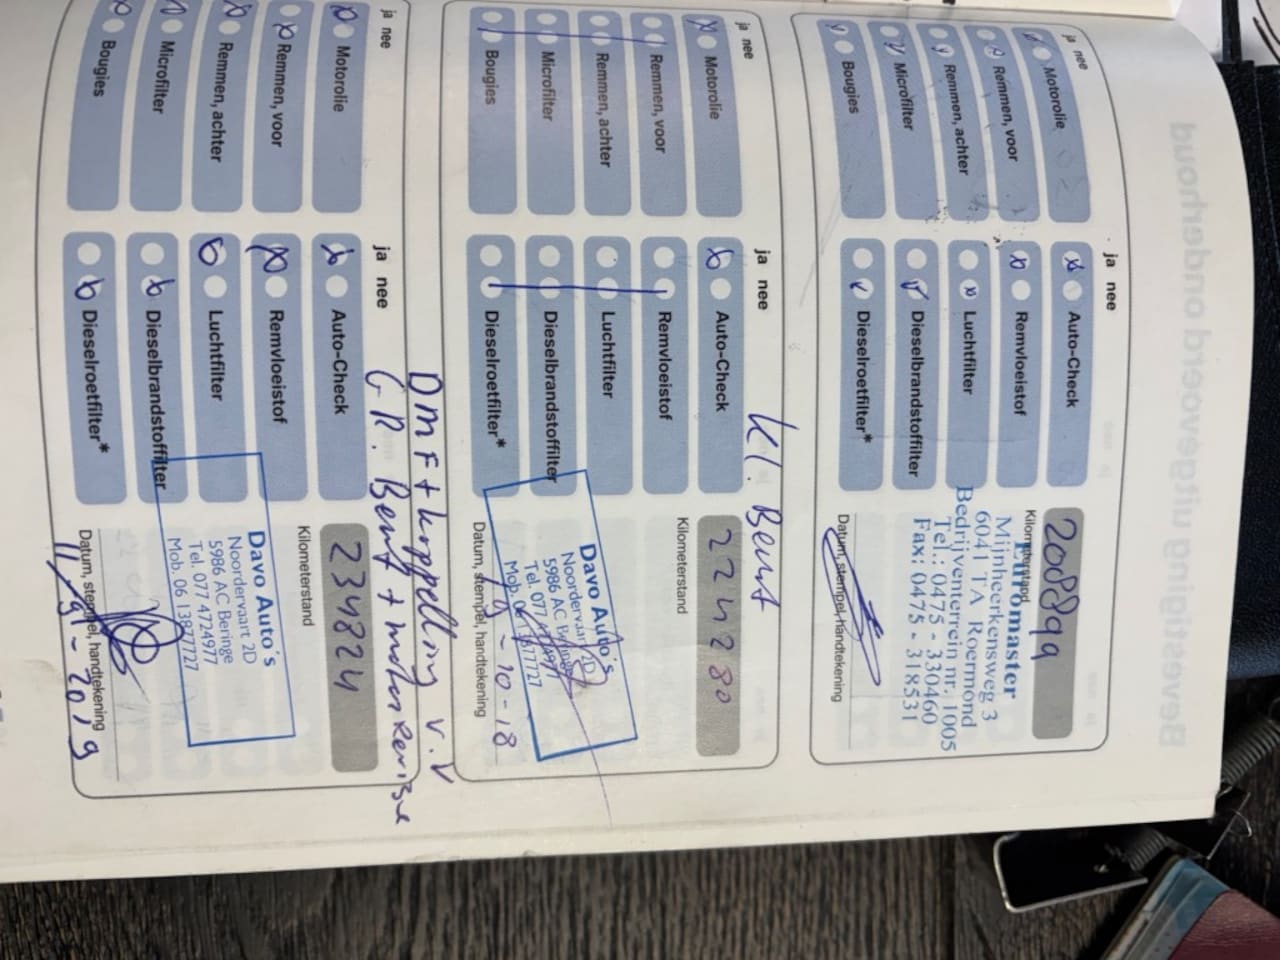 Bevestiging uitgevoerd onderhoud
ja nee
Motorolie
Remmen, voor
Remmen, achter
Microfilter
Bougies
ja nee
Auto-Check
Remvloeistof
Luchtfilter
Dieselbrandstoffilter
Dieselroetfilter*
208899
Kilometerstand
Euromaster
Mijnheerkensweg 3
6041 TA Roermond
Bedrijventerrein nr. 1005
Tel.: 0475 - 330460
Fax: 0475 - 318531
Datum, stempel, handtekening
Kl. Beurt
ja nee
Motorolie
Remmen, voor
Remmen, achter
Microfilter
Bougies
ja nee
Auto-Check
Remvloeistof
Luchtfilter
Dieselbrandstoffilter
Dieselroetfilter*
224280
Kilometerstand
Davo Auto's
Noordervaart 2D
5986 AC Beringe
Tel. 077 4724977
Mob. 06 13877727
Datum, stempel, handtekening
9-10-18
DMF + koppeling v.v
GR. Beurt + motor Revisie
ja nee
Motorolie
Remmen, voor
Remmen, achter
Microfilter
Bougies
ja nee
Auto-Check
Remvloeistof
Luchtfilter
Dieselbrandstoffilter
Dieselroetfilter*
234824
Kilometerstand
Davo Auto's
Noordervaart 2D
5986 AC Beringe
Tel. 077 4724977
Mob. 06 13877727
Datum, stempel, handtekening
2019